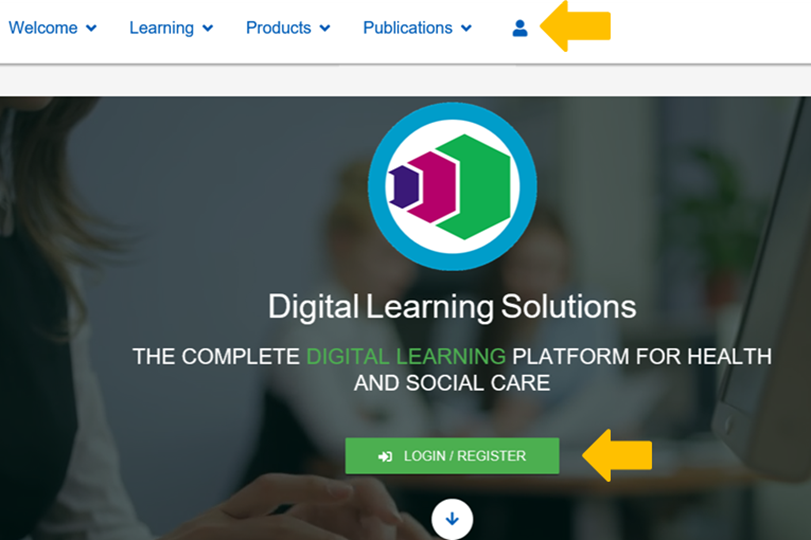 Welcome
Learning
Products
Publications
Digital Learning Solutions
THE COMPLETE DIGITAL LEARNING PLATFORM FOR HEALTH
AND SOCIAL CARE
LOGIN / REGISTER